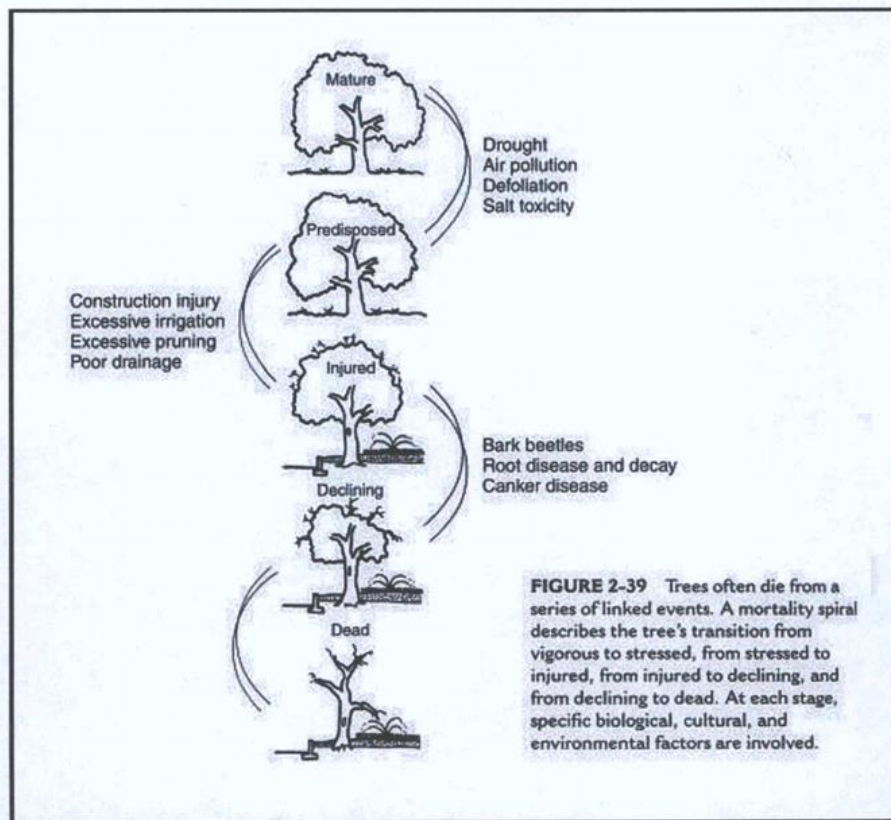 Mature
Drought
Air pollution
Defoliation
Salt toxicity
Predisposed
Construction injury
Excessive irrigation
Excessive pruning
Poor drainage
Injured
Bark beetles
Root disease and decay
Canker disease
Declining
Dead
FIGURE 2-39 Trees often die from a
series of linked events. A mortality spiral
describes the tree's transition from
vigorous to stressed, from stressed to
injured, from injured to declining, and
from declining to dead. At each stage,
specific biological, cultural, and
environmental factors are involved.